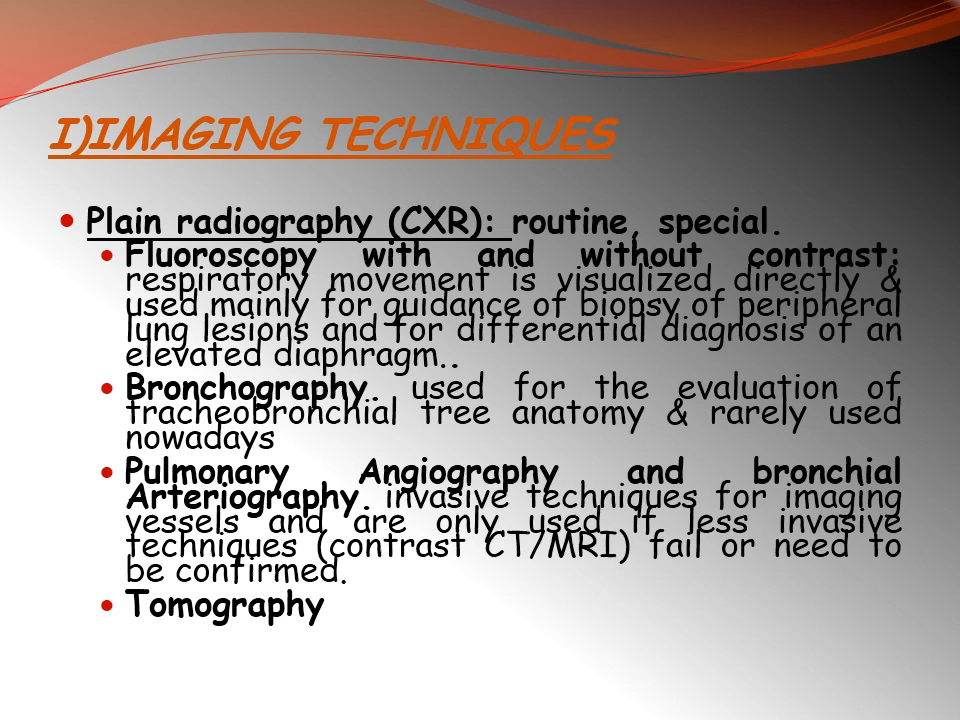 I)IMAGING TECHNIQUES
Plain radiography (CXR): routine, special.
Fluoroscopy with and without contrast:
respiratory movement is visualized directly &
used mainly for guidance of biopsy of peripheral
lung lesions and for differential diagnosis of an
elevated diaphragm..
Bronchography. used for the evaluation of
tracheobronchial tree anatomy & rarely used
nowadays
Pulmonary Angiography and bronchial
Arteriography. invasive techniques for imaging
vessels and are only used if less invasive
techniques (contrast CT/MRI) fail or need to
be confirmed.
Tomography